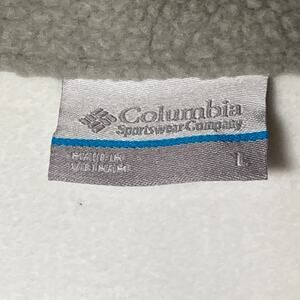 Columbia
Sportswear Company
MADE IN
VIETNAM
L